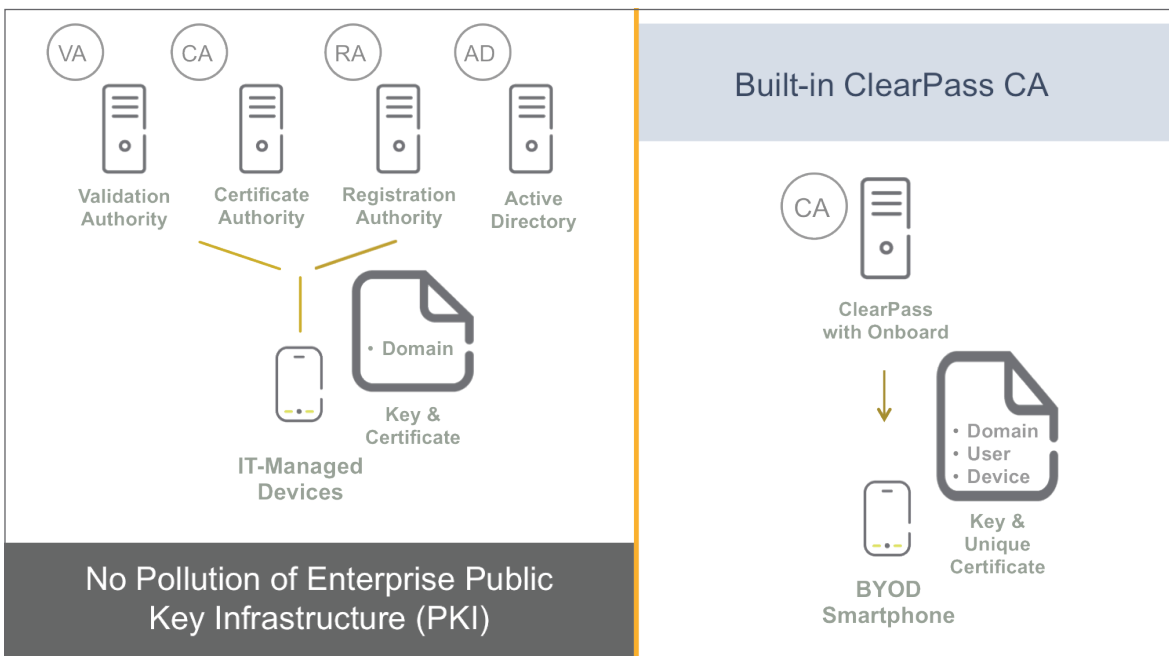 VA
CA
RA
AD
Validation
Authority
Certificate
Authority
Registration
Authority
Active
Directory
• Domain
Key &
Certificate
IT-Managed
Devices
No Pollution of Enterprise Public
Key Infrastructure (PKI)
Built-in ClearPass CA
CA
ClearPass
with Onboard
• Domain
• User
• Device
Key &
Unique
Certificate
BYOD
Smartphone